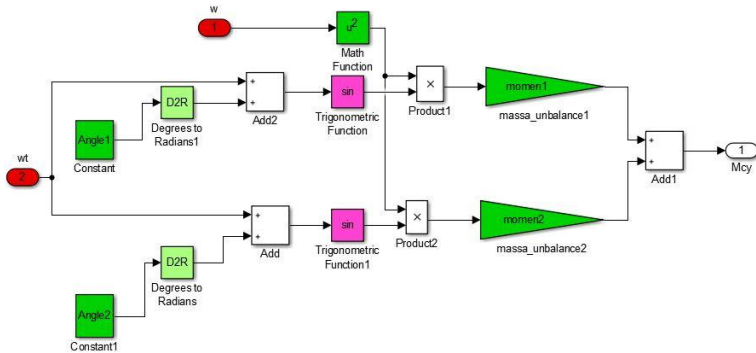 w
1
u²
Math
Function
+
+
Add2
sin
Trigonometric
Function
×
Product1
momen1
massa_unbalance1
D2R
Degrees to
Radians1
Angle1
Constant
wt
2
+
+
Add1
1
Mcy
+
+
Add
sin
Trigonometric
Function1
×
Product2
momen2
massa_unbalance2
D2R
Degrees to
Radians
Angle2
Constant1